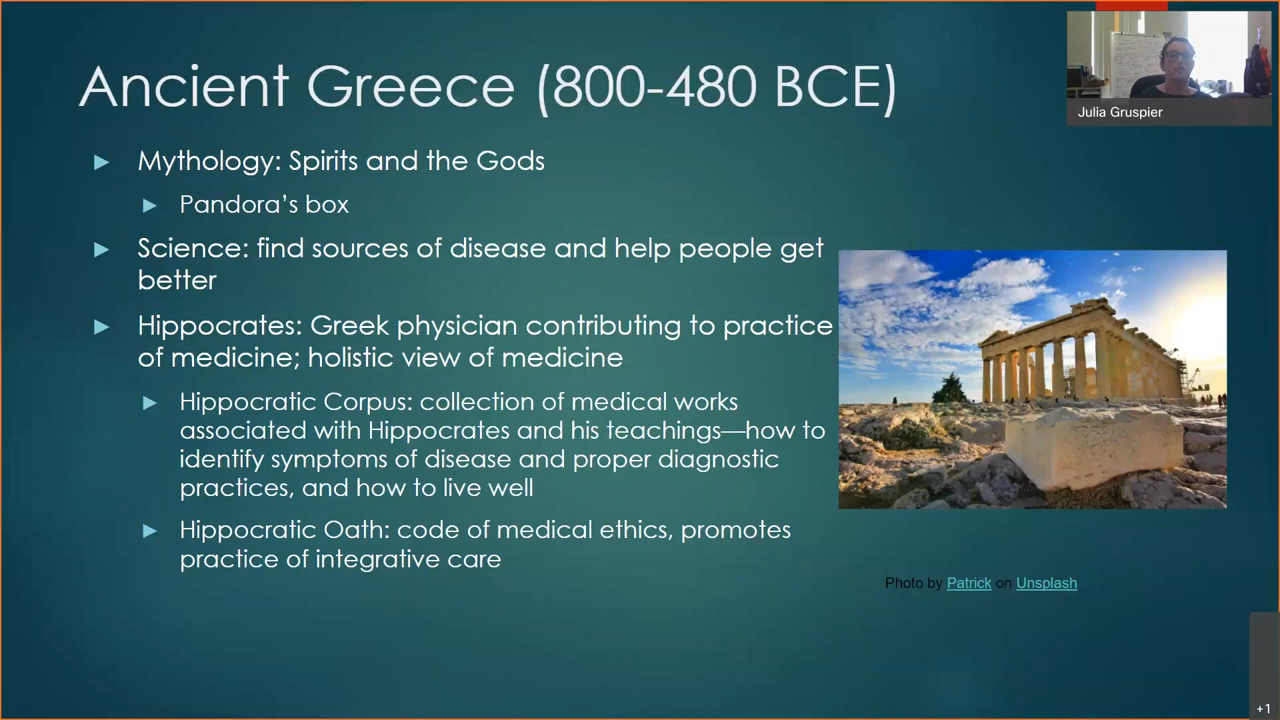 Ancient Greece (800-480 BCE)
Julia Gruspier
Mythology: Spirits and the Gods
Pandora's box
Science: find sources of disease and help people get
better
Hippocrates: Greek physician contributing to practice
of medicine; holistic view of medicine
Hippocratic Corpus: collection of medical works
associated with Hippocrates and his teachings—how to
identify symptoms of disease and proper diagnostic
practices, and how to live well
Hippocratic Oath: code of medical ethics, promotes
practice of integrative care
Photo by Patrick on Unsplash
+1